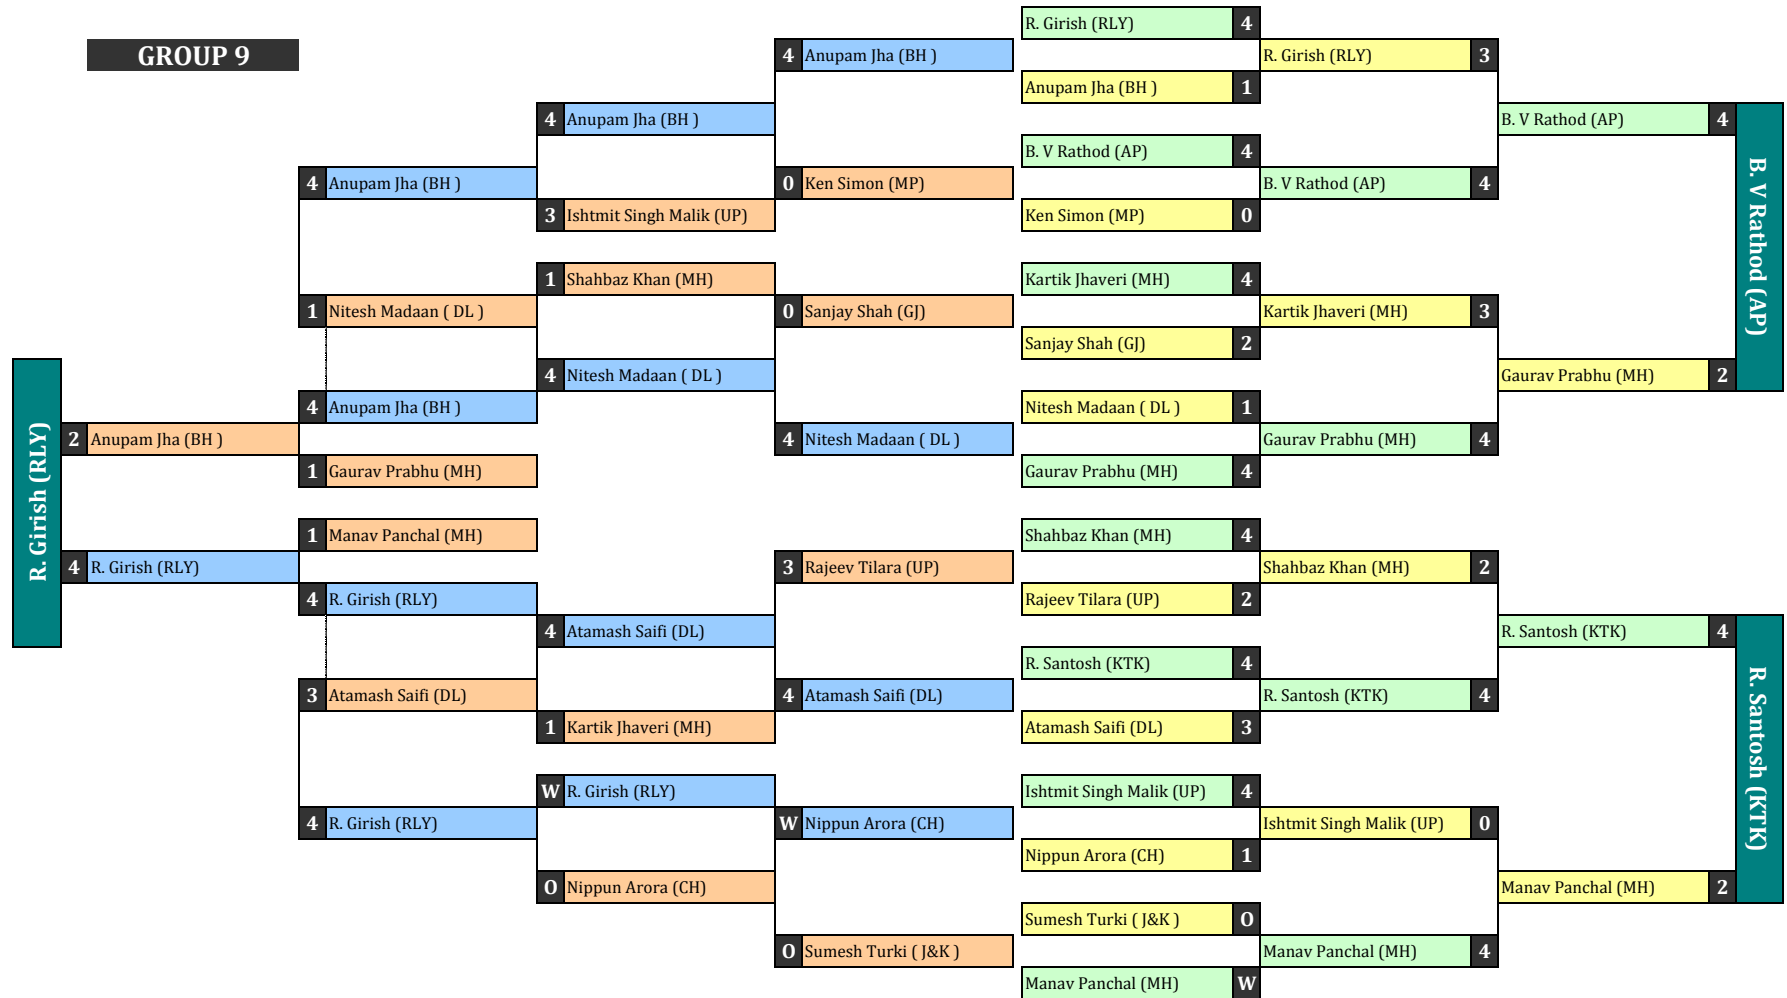 R. Girish (RLY) 4
GROUP 9
4 Anupam Jha (BH )
R. Girish (RLY) 3
Anupam Jha (BH ) 1
4 Anupam Jha (BH )
B. V Rathod (AP) 4
B. V Rathod (AP) 4
4 Anupam Jha (BH )
0 Ken Simon (MP)
B. V Rathod (AP) 4
3 Ishtmit Singh Malik (UP)
Ken Simon (MP) 0
B. V Rathod (AP)
1 Shahbaz Khan (MH)
Kartik Jhaveri (MH) 4
1 Nitesh Madaan ( DL )
0 Sanjay Shah (GJ)
Kartik Jhaveri (MH) 3
Sanjay Shah (GJ) 2
4 Nitesh Madaan ( DL )
Gaurav Prabhu (MH) 2
4 Anupam Jha (BH )
Nitesh Madaan ( DL ) 1
2 Anupam Jha (BH )
4 Nitesh Madaan ( DL )
Gaurav Prabhu (MH) 4
1 Gaurav Prabhu (MH)
Gaurav Prabhu (MH) 4
R. Girish (RLY)
1 Manav Panchal (MH)
Shahbaz Khan (MH) 4
4 R. Girish (RLY)
3 Rajeev Tilara (UP)
Shahbaz Khan (MH) 2
4 R. Girish (RLY)
Rajeev Tilara (UP) 2
4 Atamash Saifi (DL)
R. Santosh (KTK) 4
R. Santosh (KTK) 4
3 Atamash Saifi (DL)
4 Atamash Saifi (DL)
R. Santosh (KTK) 4
1 Kartik Jhaveri (MH)
Atamash Saifi (DL) 3
R. Santosh (KTK)
W R. Girish (RLY)
Ishtmit Singh Malik (UP) 4
4 R. Girish (RLY)
W Nippun Arora (CH)
Ishtmit Singh Malik (UP) 0
Nippun Arora (CH) 1
O Nippun Arora (CH)
Manav Panchal (MH) 2
Sumesh Turki ( J&K ) O
O Sumesh Turki ( J&K )
Manav Panchal (MH) 4
Manav Panchal (MH) W